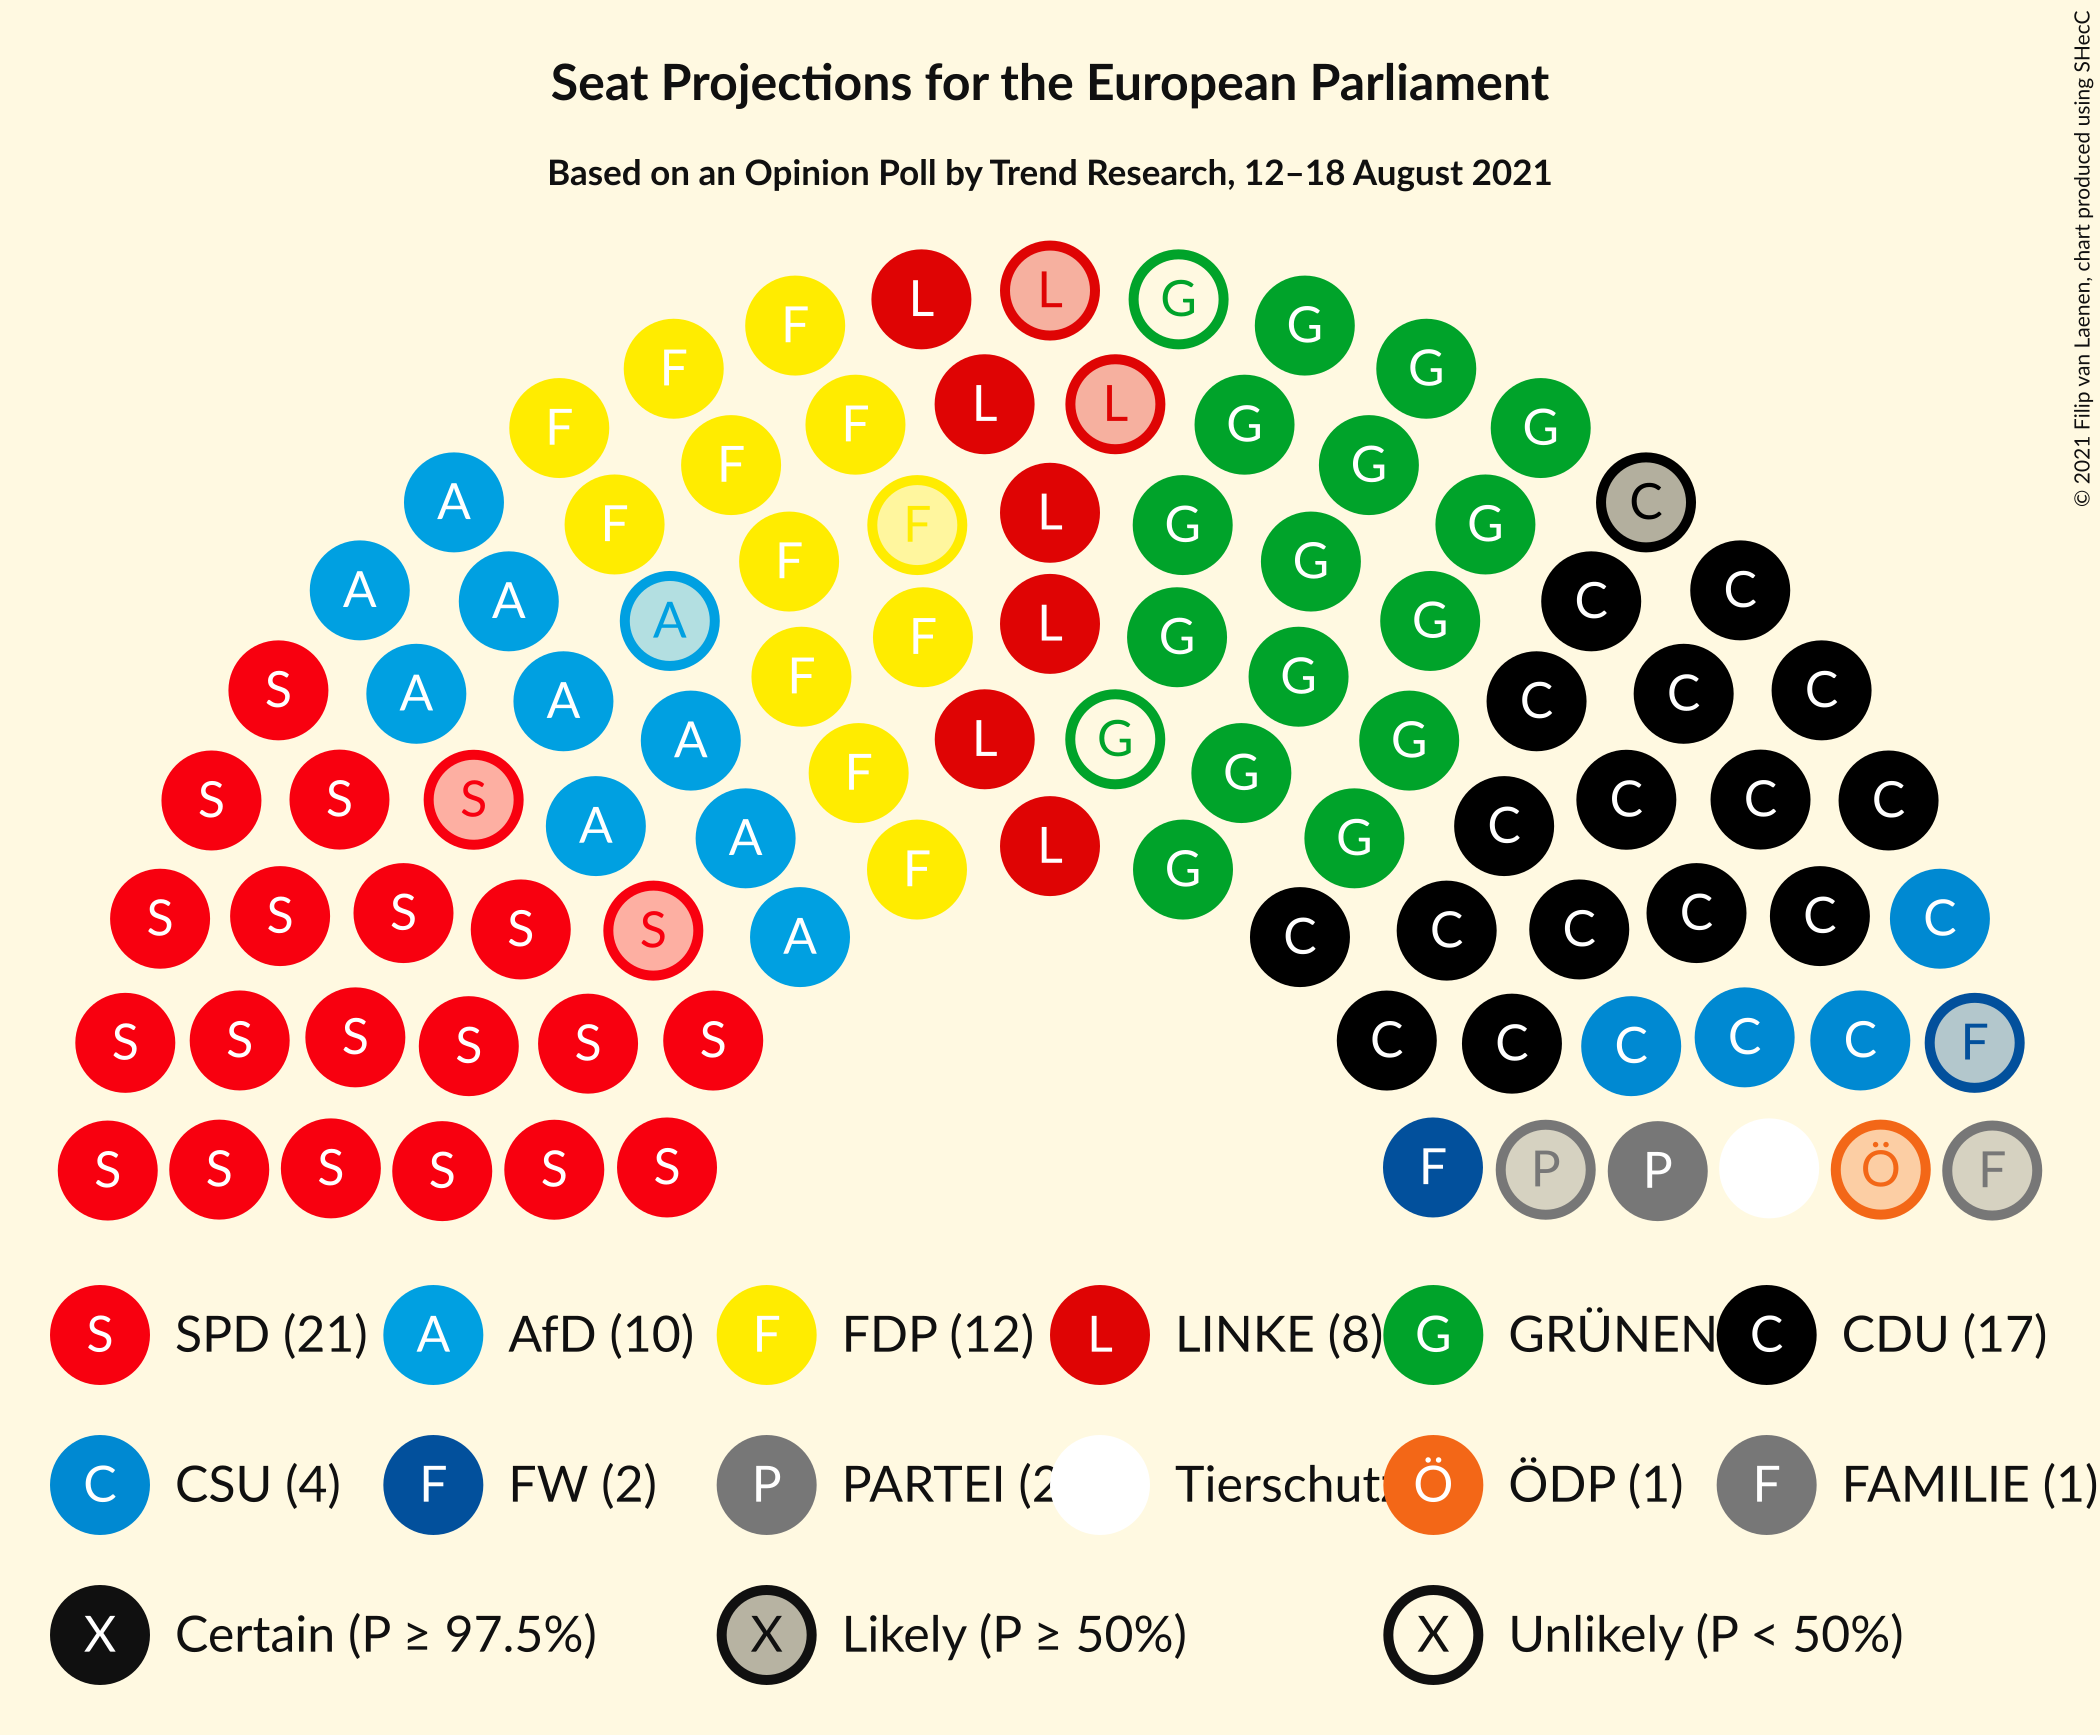 Seat Projections for the European Parliament
Based on an Opinion Poll by Trend Research, 12–18 August 2021
© 2021 Filip van Laenen, chart produced using SHecC
L L G
F G
F L L G G
F F G G
F F G
A F L G C
F G
A A A F F L G G G C C
S A A A F L G G C C C
S S S A A F G G G C C C C
S S S S S A F L G C C C C C C
S S S S S S C C C C C F
S S S S S S F P P Ö F
S SPD (21) A AfD (10) F FDP (12) L LINKE (8) G GRÜNEN C CDU (17)
C CSU (4) F FW (2) P PARTEI (2 Tierschutz Ö ÖDP (1) F FAMILIE (1)
X Certain (P ≥ 97.5%) X Likely (P ≥ 50%) X Unlikely (P < 50%)